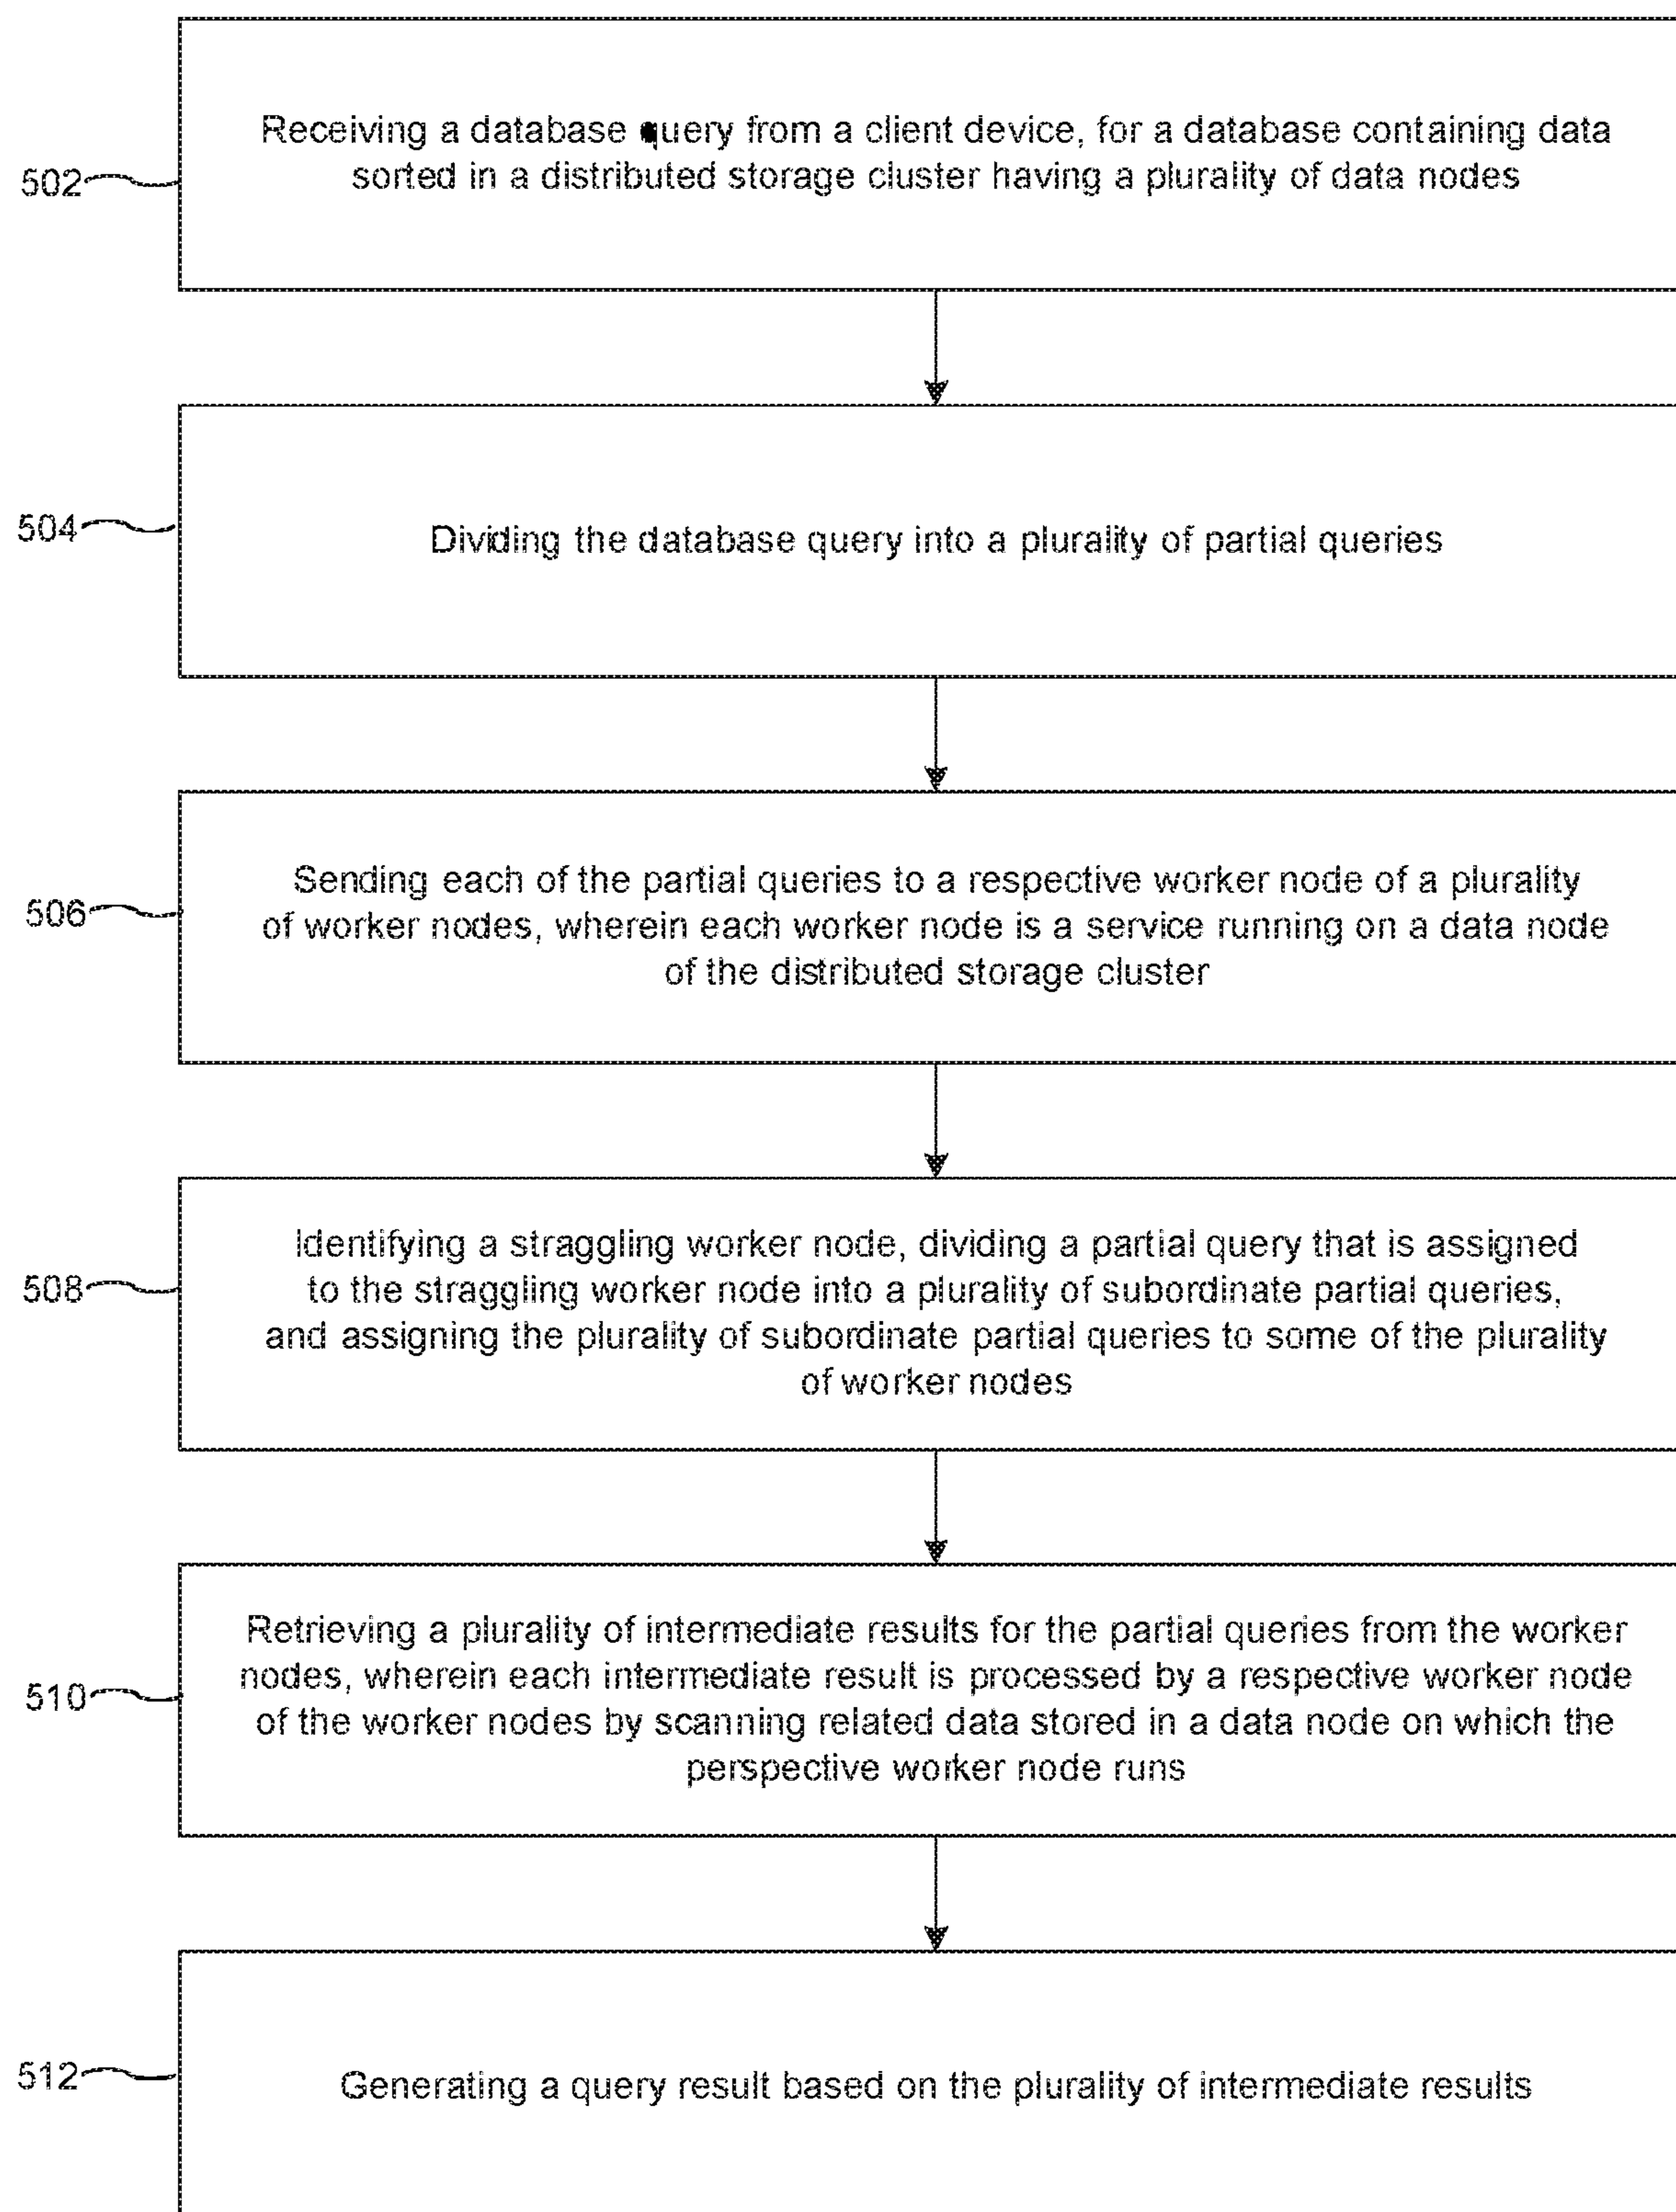 Receiving a database query from a client device, for a database containing data
502
sorted in a distributed storage cluster having a plurality of data nodes
504
Dividing the database query into a plurality of partial queries
Sending each of the partial queries to a respective worker node of a plurality
506
of worker nodes, wherein each worker node is a service running on a data node
of the distributed storage cluster
Identifying a straggling worker node, dividing a partial query that is assigned
508
to the straggling worker node into a plurality of subordinate partial queries,
and assigning the plurality of subordinate partial queries to some of the plurality
of worker nodes
Retrieving a plurality of intermediate results for the partial queries from the worker
nodes, wherein each intermediate result is processed by a respective worker node
510
of the worker nodes by scanning related data stored in a data node on which the
perspective worker node runs
512
Generating a query result based on the plurality of intermediate results